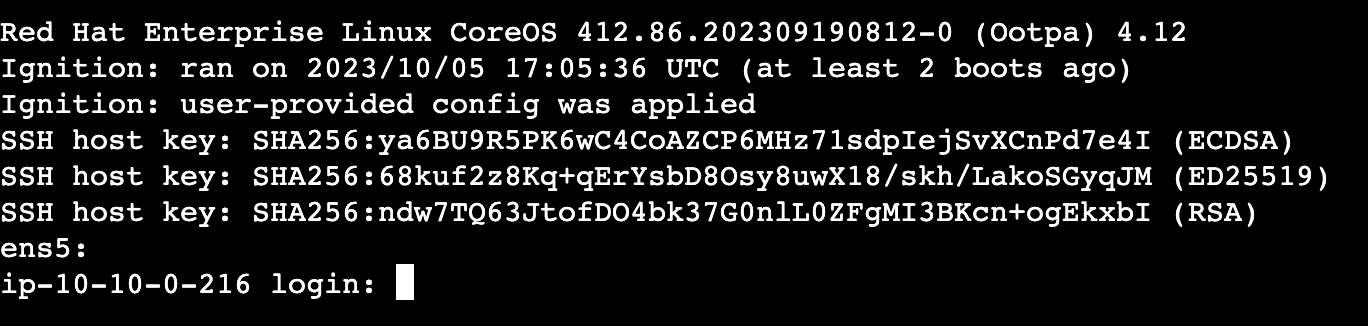 Red Hat Enterprise Linux CoreOS 412.86.202309190812-0 (Ootpa) 4.12
Ignition: ran on 2023/10/05 17:05:36 UTC (at least 2 boots ago)
Ignition: user-provided config was applied
SSH host key: SHA256:ya6BU9R5PK6wC4CoAZCP6MHz71sdpIejSvXCnPd7e4I (ECDSA)
SSH host key: SHA256:68kuf2z8Kq+qErYsbD8Osy8uwX18/skh/LakoSGyqJM (ED25519)
SSH host key: SHA256:ndw7TQ63JtofDO4bk37G0nlL0ZFgMI3BKcn+ogEkxbI (RSA)
ens5:
ip-10-10-0-216 login: